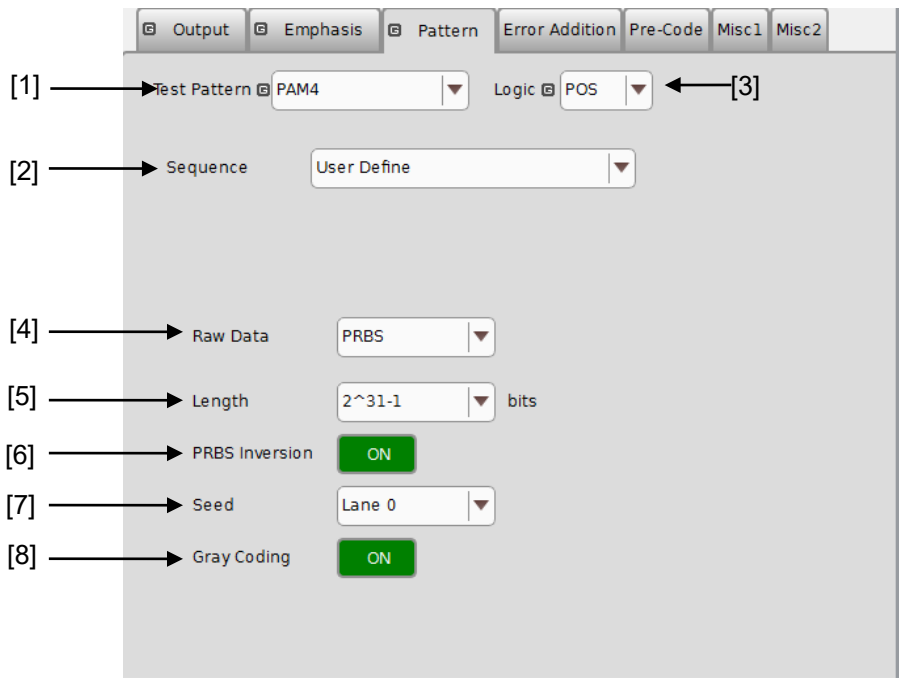 G Output G Emphasis G Pattern Error Addition Pre-Code Misc1 Misc2
[1] Test Pattern G PAM4 Logic G POS [3]
[2] Sequence User Define
[4] Raw Data PRBS
[5] Length 2^31-1 bits
[6] PRBS Inversion ON
[7] Seed Lane 0
[8] Gray Coding ON